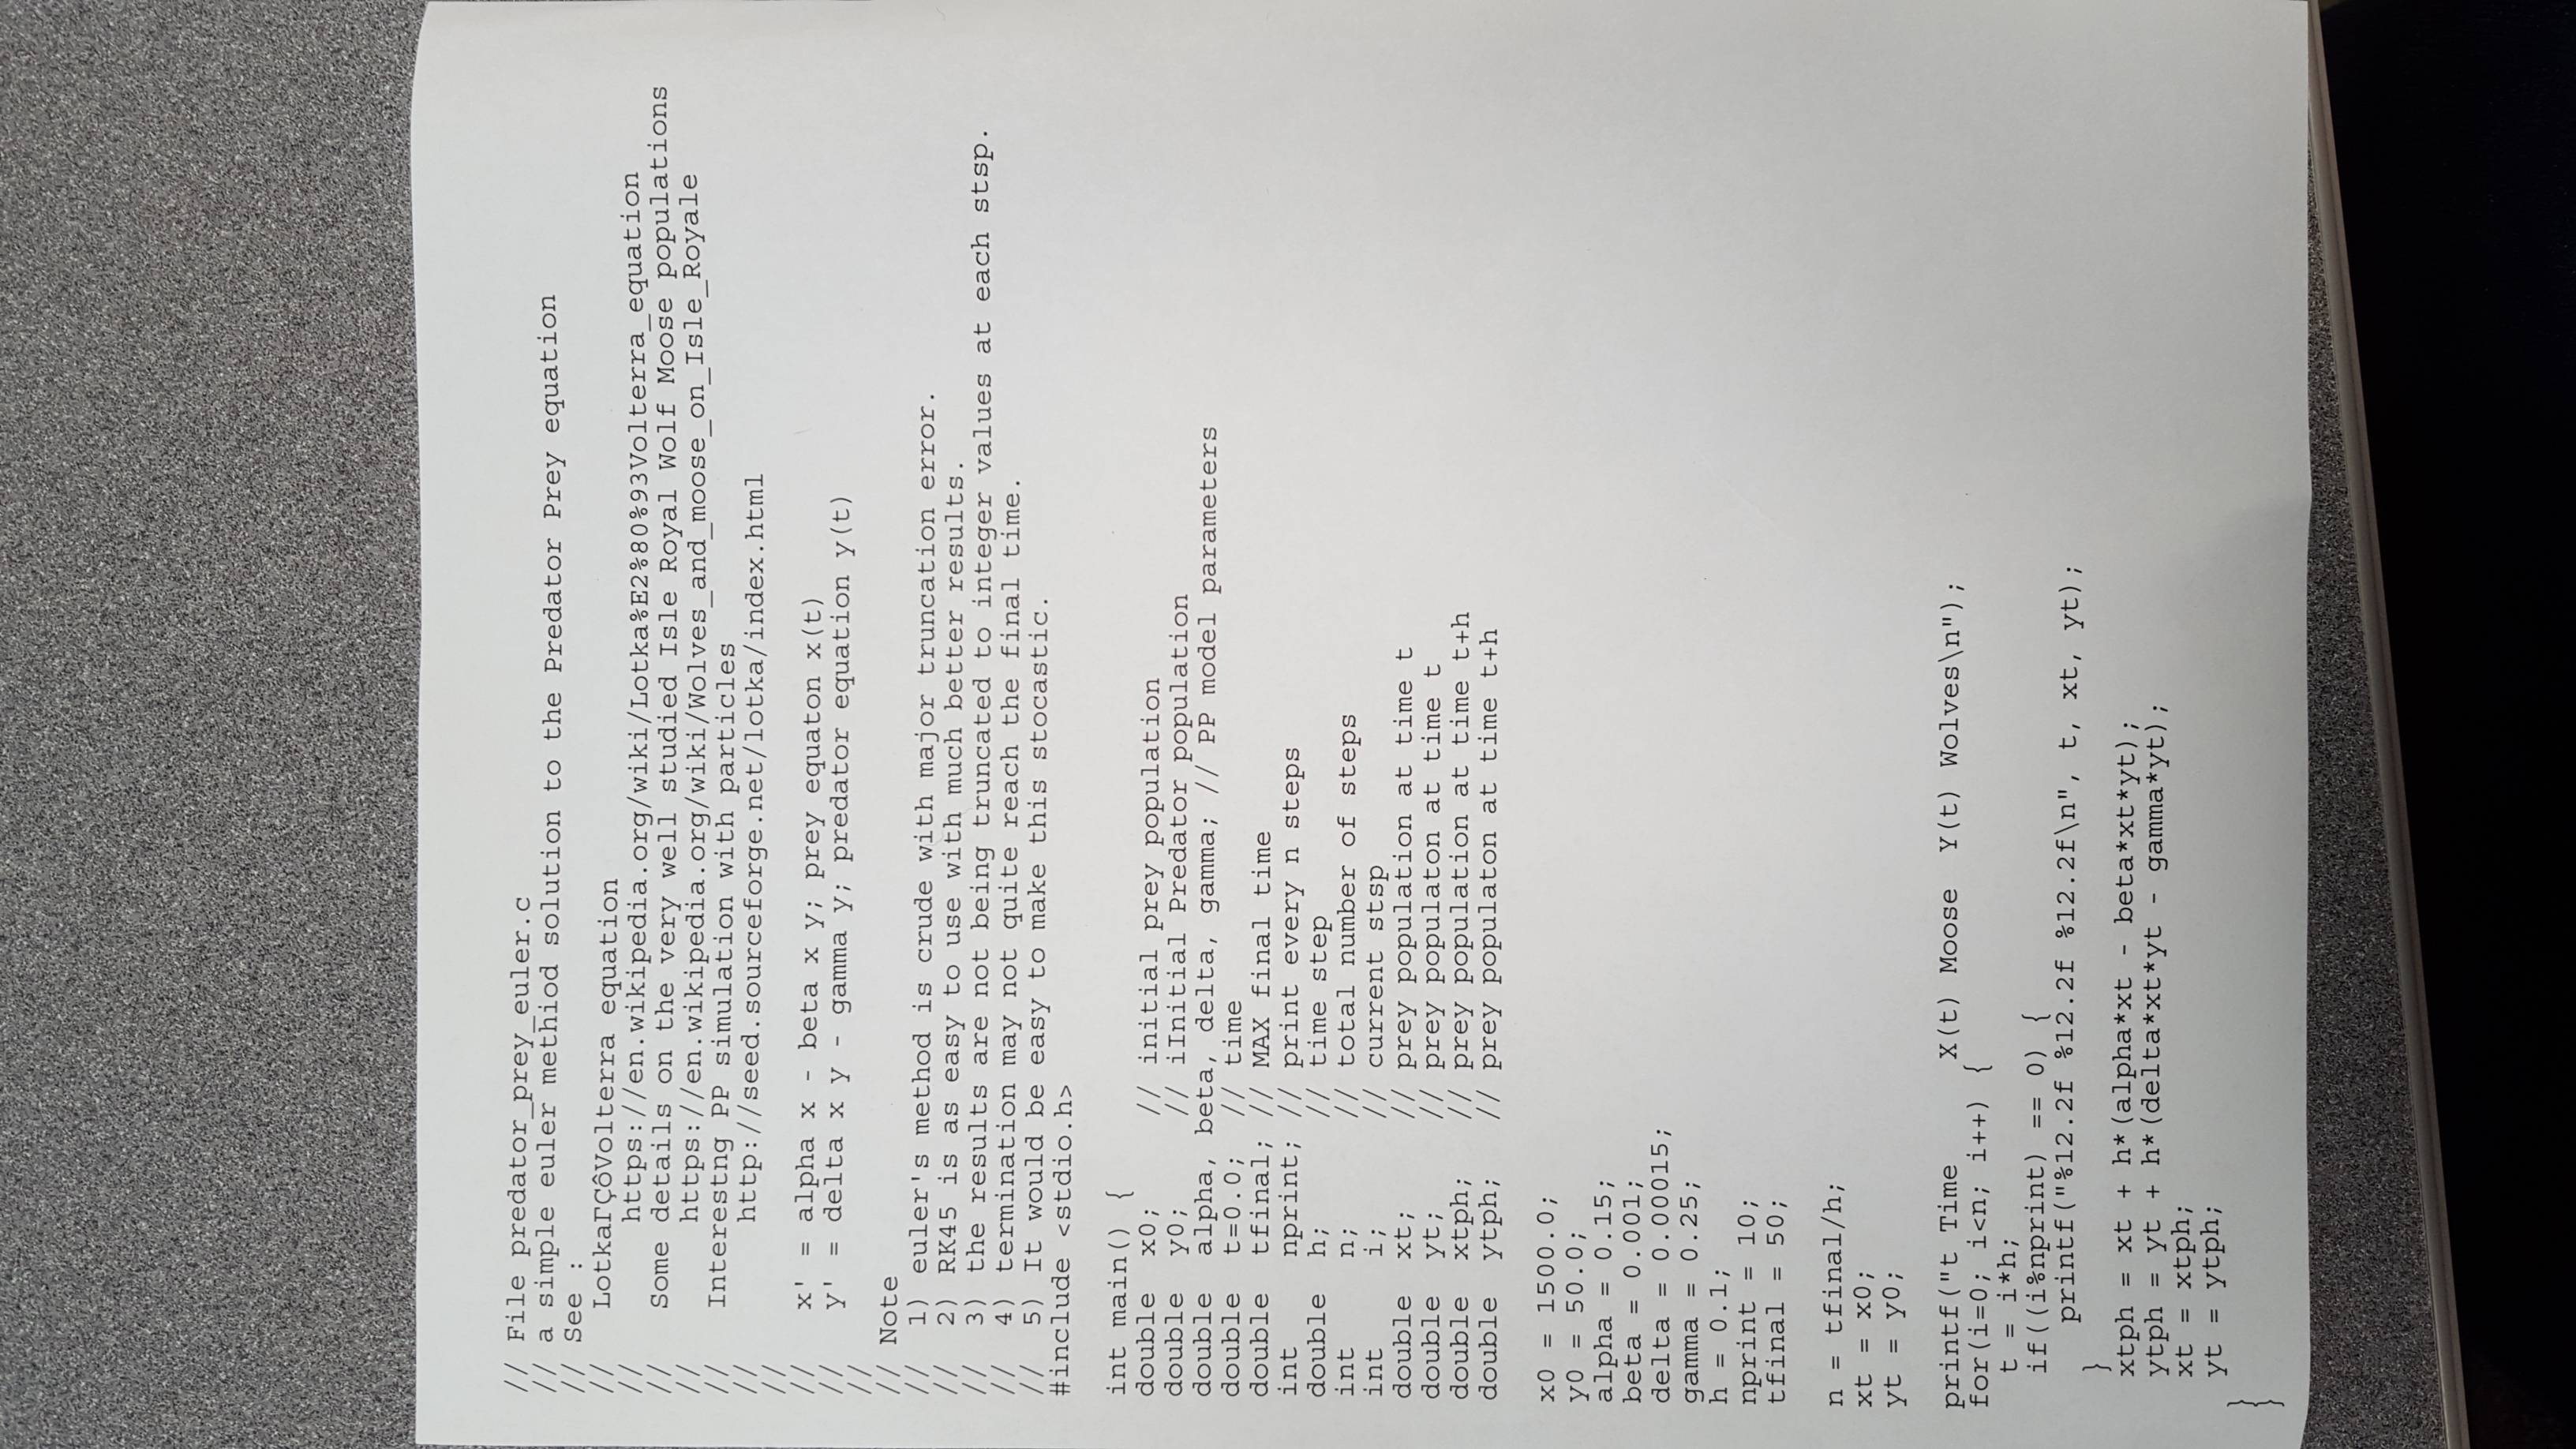 // File predator_prey_euler.c
// a simple euler methiod solution to the Predator Prey equation
// See :
//    LotkaΓÇôVolterra equation
//          https://en.wikipedia.org/wiki/Lotka%E2%80%93Volterra_equation
//    Some details on the very well studied Isle Royal Wolf Moose populations
//          https://en.wikipedia.org/wiki/Wolves_and_moose_on_Isle_Royale
//    Interestng PP simulation with particles
//          http://seed.sourceforge.net/lotka/index.html
//
//    x' = alpha x - beta x y; prey equaton x(t)
//    y' = delta x y - gamma y; predator equation y(t)
//
// Note
//   1) euler's method is crude with major truncation error.
//   2) RK45 is as easy to use with much better results.
//   3) the results are not being truncated to integer values at each stsp.
//   4) termination may not quite reach the final time.
//   5) It would be easy to make this stocastic.
#include <stdio.h>
int main() {
double  x0;      // initial prey population
double  y0;      // iInitial Predator population
double  alpha, beta, delta, gamma; // PP model parameters
double  t=0.0;   // time
double  tfinal;  // MAX final time
int     nprint;  // print every n steps
double  h;       // time step
int     n;       // total number of steps
int     i;       // current stsp
double  xt;      // prey population at time t
double  yt;      // prey populaton at time t
double  xtph;    // prey population at time t+h
double  ytph;    // prey populaton at time t+h
x0 = 1500.0;
y0 = 50.0;
alpha = 0.15;
beta = 0.001;
delta = 0.00015;
gamma = 0.25;
h = 0.1;
nprint = 10;
tfinal = 50;
n = tfinal/h;
xt = x0;
yt = y0;
printf("t Time       X(t) Moose  Y(t) Wolves\n");
for(i=0; i<n; i++) {
  t = i*h;
  if((i%nprint) == 0) {
     printf("%12.2f %12.2f %12.2f\n", t, xt, yt);
  }
  xtph = xt + h*(alpha*xt - beta*xt*yt);
  ytph = yt + h*(delta*xt*yt - gamma*yt);
  xt = xtph;
  yt = ytph;
}
}